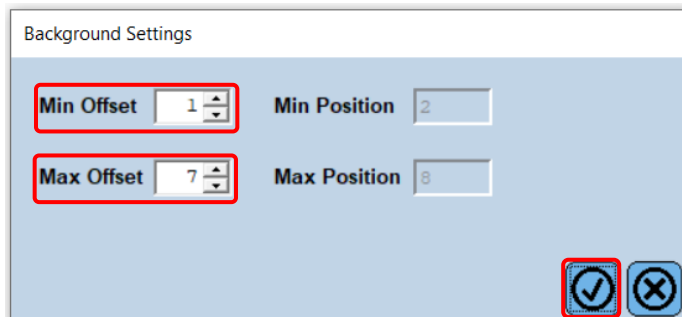 Background Settings
Min Offset 1 Min Position 2
Max Offset 7 Max Position 8